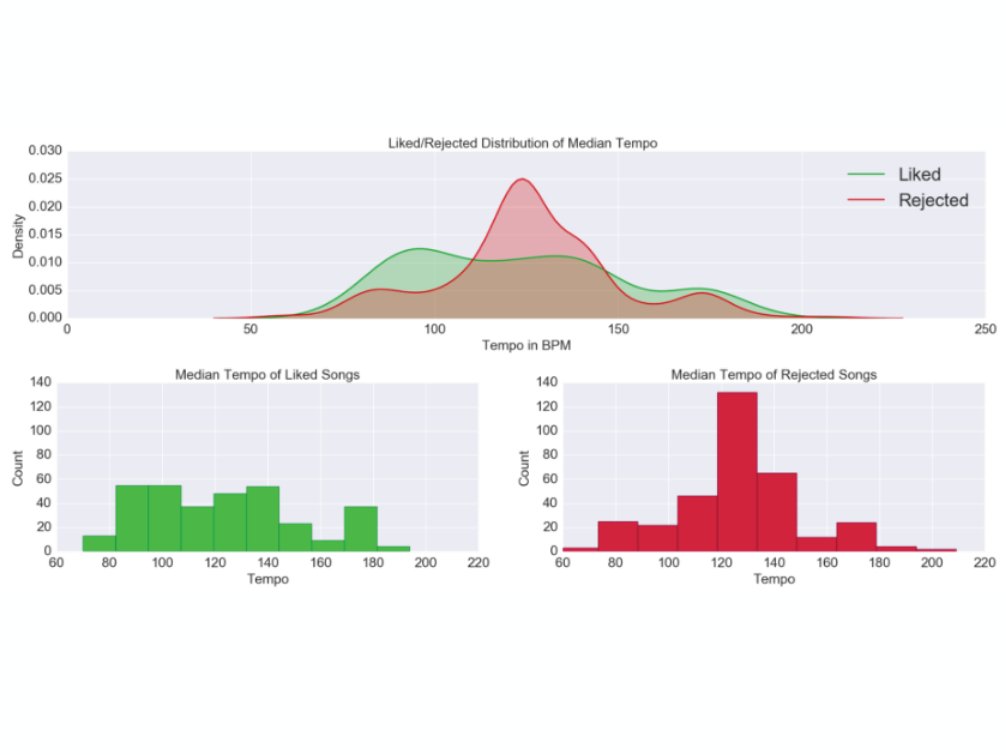 Liked/Rejected Distribution of Median Tempo
0.030
0.025
0.020
0.015
0.010
0.005
0.000
Density
Liked
Rejected
0 50 100 150 200 250
Tempo in BPM
Median Tempo of Liked Songs
140
120
100
80
60
40
20
0
Count
60 80 100 120 140 160 180 200 220
Tempo
Median Tempo of Rejected Songs
140
120
100
80
60
40
20
0
Count
60 80 100 120 140 160 180 200 220
Tempo